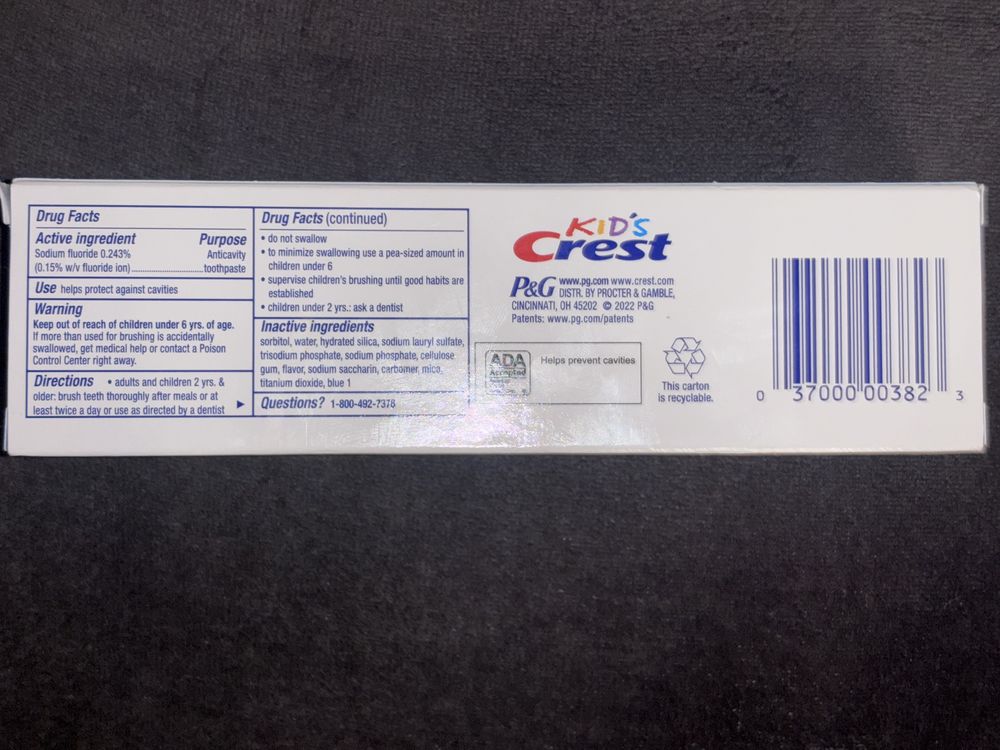 Drug Facts
Active ingredient Purpose
Sodium fluoride 0.243% Anticavity
(0.15% w/v fluoride ion)..........................toothpaste
Use helps protect against cavities
Warning
Keep out of reach of children under 6 yrs. of age.
If more than used for brushing is accidentally
swallowed, get medical help or contact a Poison
Control Center right away.
Directions • adults and children 2 yrs. &
older: brush teeth thoroughly after meals or at
least twice a day or use as directed by a dentist ▶
Drug Facts (continued)
• do not swallow
• to minimize swallowing use a pea-sized amount in
children under 6
• supervise children's brushing until good habits are
established
• children under 2 yrs.: ask a dentist
Inactive ingredients
sorbitol, water, hydrated silica, sodium lauryl sulfate,
trisodium phosphate, sodium phosphate, cellulose
gum, flavor, sodium saccharin, carbomer, mica,
titanium dioxide, blue 1
Questions? 1-800-492-7378
KID'S
Crest
P&G www.pg.com www.crest.com
DISTR. BY PROCTER & GAMBLE,
CINCINNATI, OH 45202 © 2022 P&G
Patents: www.pg.com/patents
ADA
Accepted
Helps prevent cavities
This carton
is recyclable.
0 37000 00382 3